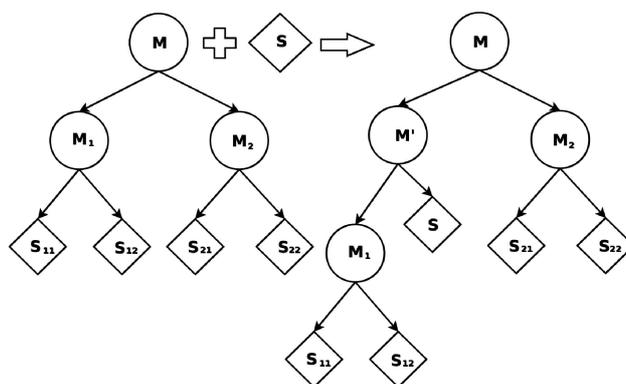 M S M
M₁ M₂ M' M₂
S₁₁ S₁₂ S₂₁ S₂₂ S S₂₁ S₂₂
M₁
S₁₁ S₁₂